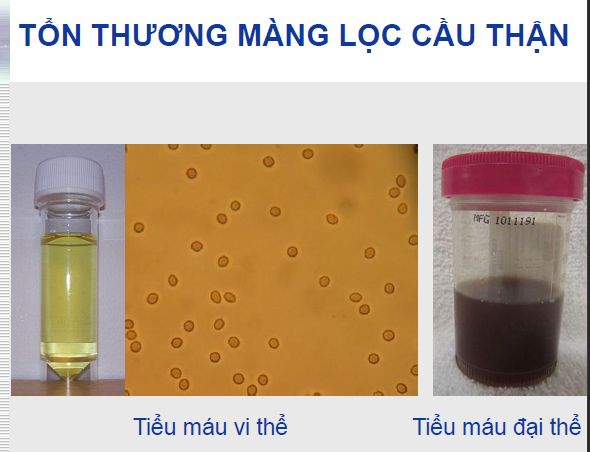 TỔN THƯƠNG MÀNG LỌC CẦU THẬN
MFG 1011191
Tiểu máu vi thể
Tiểu máu đại thể